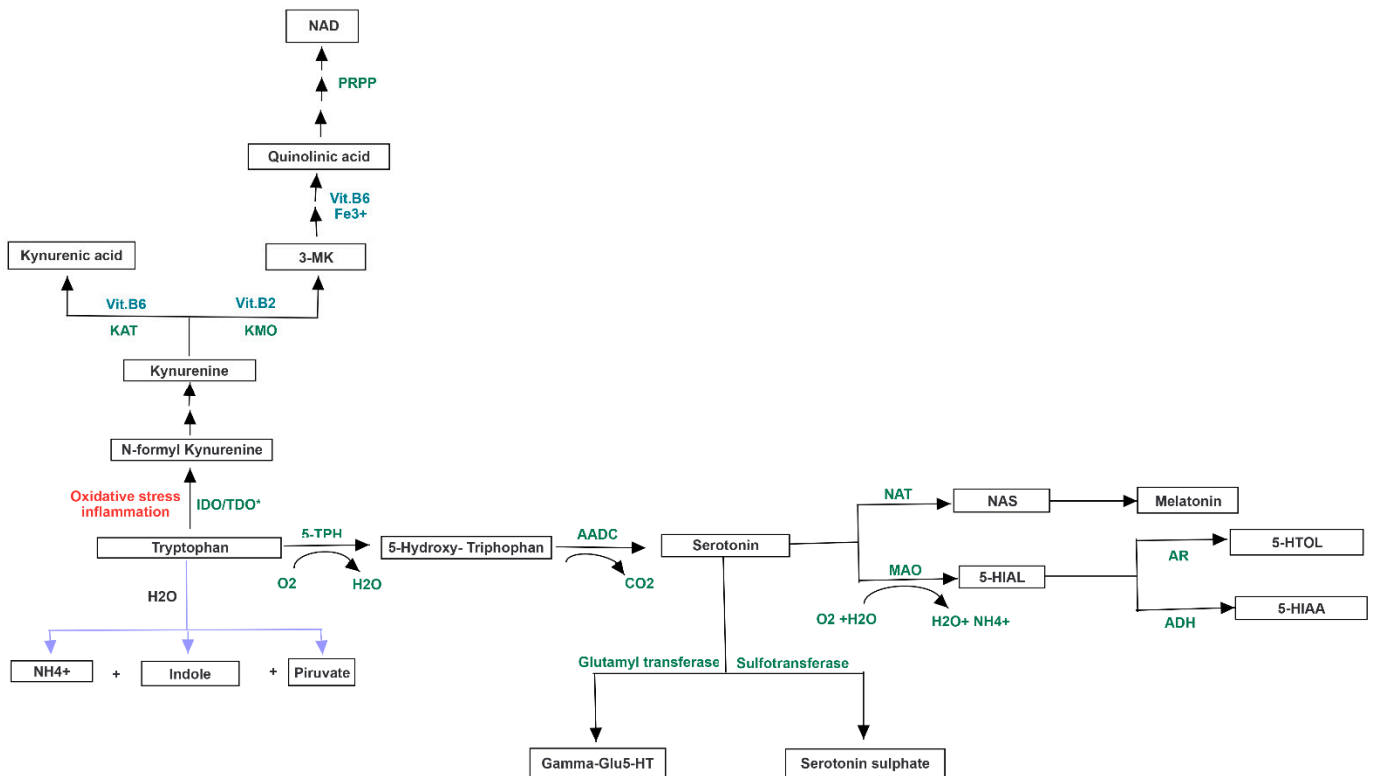 NAD
PRPP
Quinolinic acid
Vit.B6
Fe3+
Kynurenic acid
3-MK
Vit.B6
Vit.B2
KAT
KMO
Kynurenine
N-formyl Kynurenine
Oxidative stress
inflammation
IDO/TDO*
NAT
NAS
Melatonin
5-TPH
AADC
Tryptophan
5-Hydroxy- Triphophan
Serotonin
5-HTOL
AR
MAO
5-HIAL
O2
H2O
CO2
H2O
5-HIAA
ADH
O2 +H2O
H2O+ NH4+
Glutamyl transferase
Sulfotransferase
NH4+
+
Indole
+
Piruvate
Gamma-Glu5-HT
Serotonin sulphate